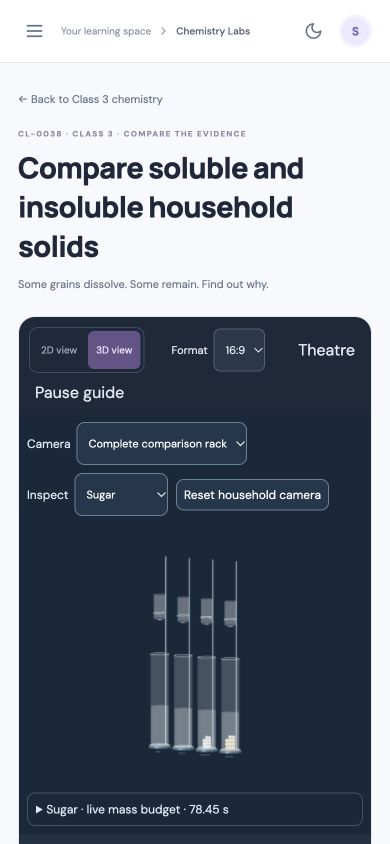 Your learning space > Chemistry Labs
S
← Back to Class 3 chemistry
CL-0038 · CLASS 3 · COMPARE THE EVIDENCE
Compare soluble and
insoluble household
solids
Some grains dissolve. Some remain. Find out why.
2D view 3D view Format 16:9 Theatre
Pause guide
Camera Complete comparison rack
Inspect Sugar Reset household camera
▶ Sugar · live mass budget · 78.45 s